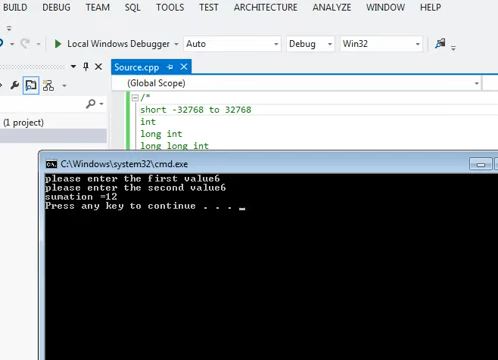 BUILD DEBUG TEAM SQL TOOLS TEST ARCHITECTURE ANALYZE WINDOW HELP
Local Windows Debugger Auto Debug Win32
Source.cpp
(Global Scope)
/*
short -32768 to 32768
(1 project)
int
long int
long long int
C:\Windows\system32\cmd.exe
please enter the first value6
please enter the second value6
sumation =12
Press any key to continue . . . _